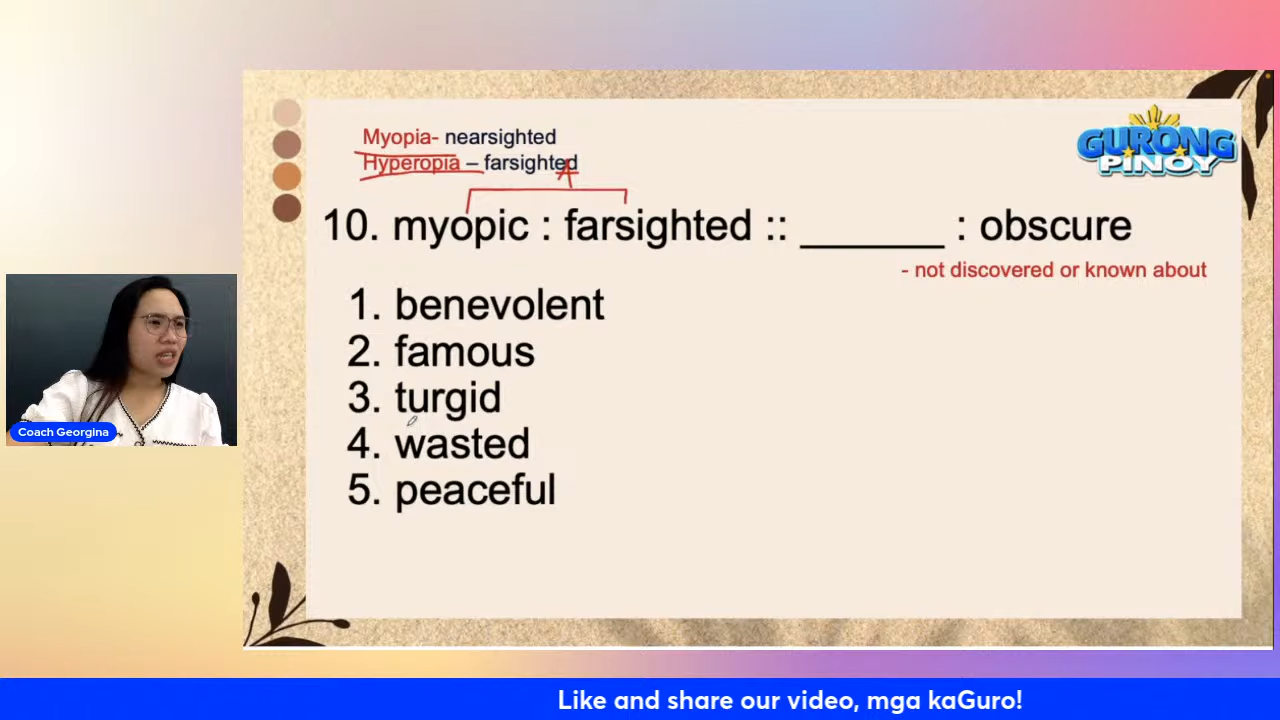 Myopia- nearsighted
Hyperopia – farsighted
A
GURONG
PINOY
10. myopic : farsighted :: ______ : obscure
- not discovered or known about
1. benevolent
2. famous
3. turgid
4. wasted
5. peaceful
Coach Georgina
Like and share our video, mga kaGuro!